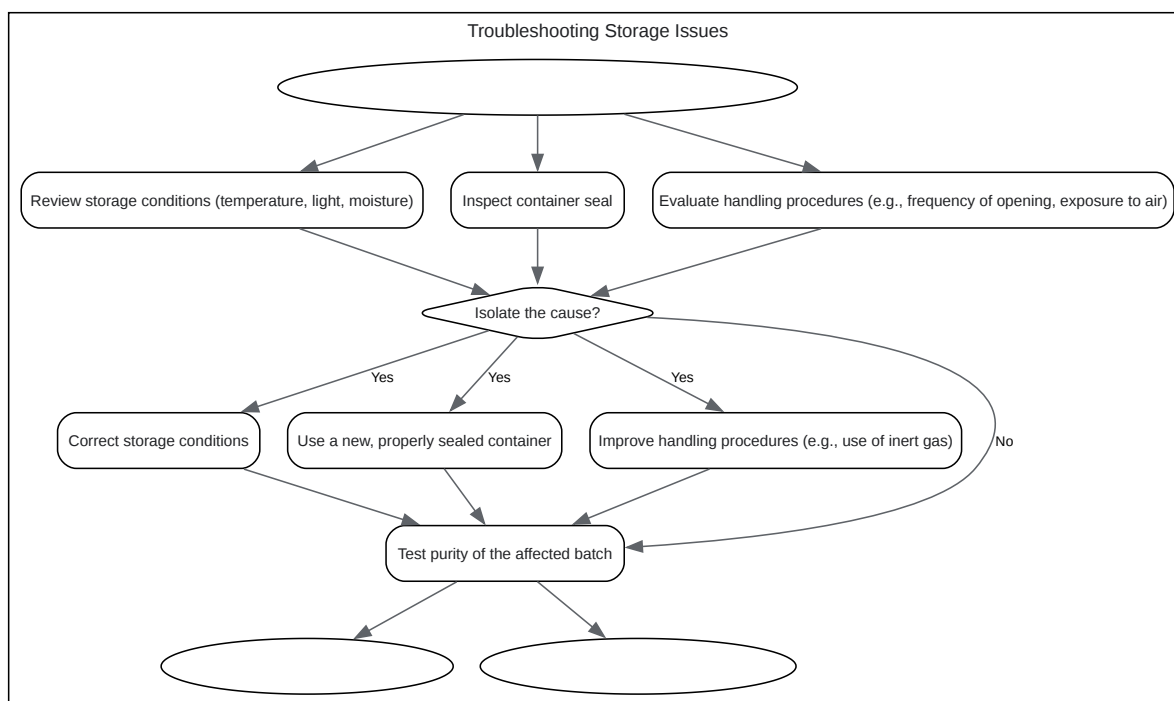 Troubleshooting Storage Issues
Review storage conditions (temperature, light, moisture)
Inspect container seal
Evaluate handling procedures (e.g., frequency of opening, exposure to air)
Isolate the cause?
Yes
Yes
Yes
Correct storage conditions
Use a new, properly sealed container
Improve handling procedures (e.g., use of inert gas)
No
Test purity of the affected batch